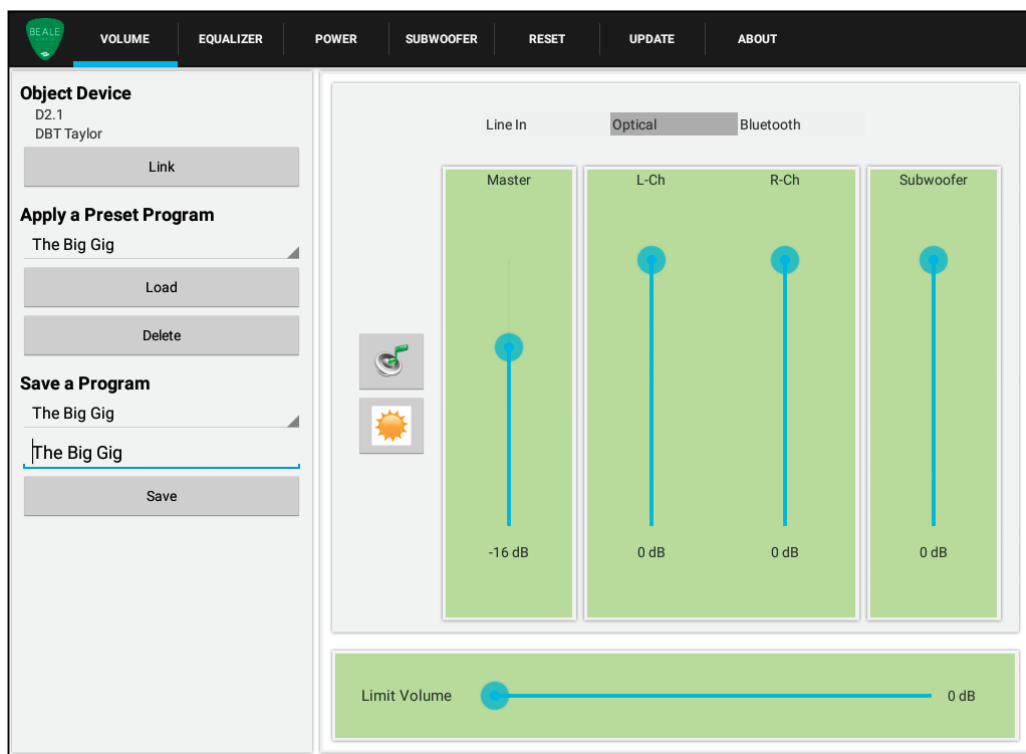 BEALE
VOLUME
EQUALIZER
POWER
SUBWOOFER
RESET
UPDATE
ABOUT
Object Device
D2.1
DBT Taylor
Link
Apply a Preset Program
The Big Gig
Load
Delete
Save a Program
The Big Gig
The Big Gig
Save
Line In
Optical
Bluetooth
Master
L-Ch
R-Ch
Subwoofer
-16 dB
0 dB
0 dB
0 dB
Limit Volume
0 dB